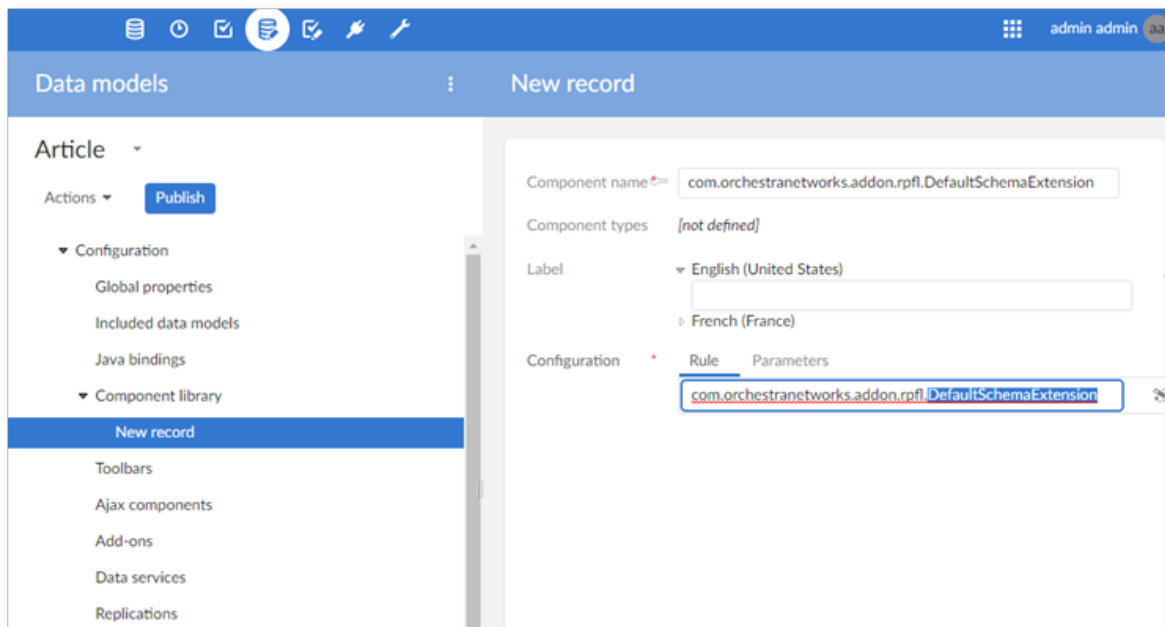 admin admin aa
Data models
New record
Article
Actions
Publish
Configuration
Global properties
Included data models
Java bindings
Component library
New record
Toolbars
Ajax components
Add-ons
Data services
Replications
Component name
com.orchestranetworks.addon.rpfl.DefaultSchemaExtension
Component types
[not defined]
Label
English (United States)
French (France)
Configuration *
Rule Parameters
com.orchestranetworks.addon.rpfl.DefaultSchemaExtension